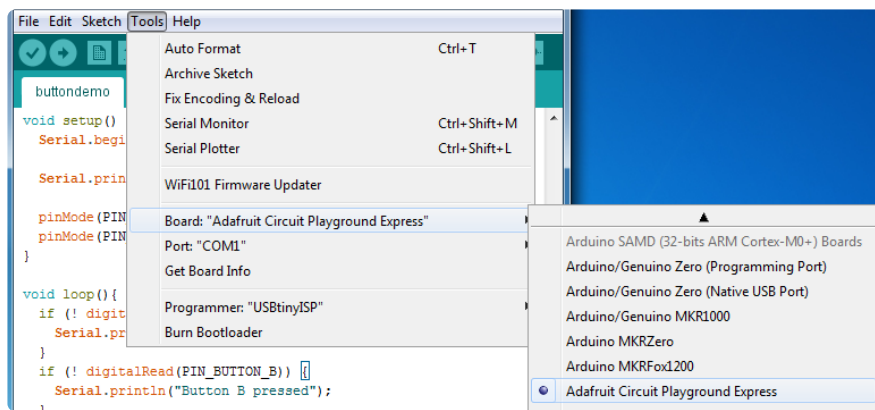 File Edit Sketch Tools Help
Auto Format Ctrl+T
Archive Sketch
Fix Encoding & Reload
Serial Monitor Ctrl+Shift+M
Serial Plotter Ctrl+Shift+L
WiFi101 Firmware Updater
Board: "Adafruit Circuit Playground Express"
Port: "COM1"
Get Board Info
Programmer: "USBtinyISP"
Burn Bootloader
buttondemo
void setup()
Serial.begi
Serial.prin
pinMode(PIN
pinMode(PIN
}
void loop(){
if (! digit
Serial.pr
}
if (! digitalRead(PIN_BUTTON_B)) {
Serial.println("Button B pressed");
}
Arduino SAMD (32-bits ARM Cortex-M0+) Boards
Arduino/Genuino Zero (Programming Port)
Arduino/Genuino Zero (Native USB Port)
Arduino/Genuino MKR1000
Arduino MKRZero
Arduino MKRFox1200
Adafruit Circuit Playground Express